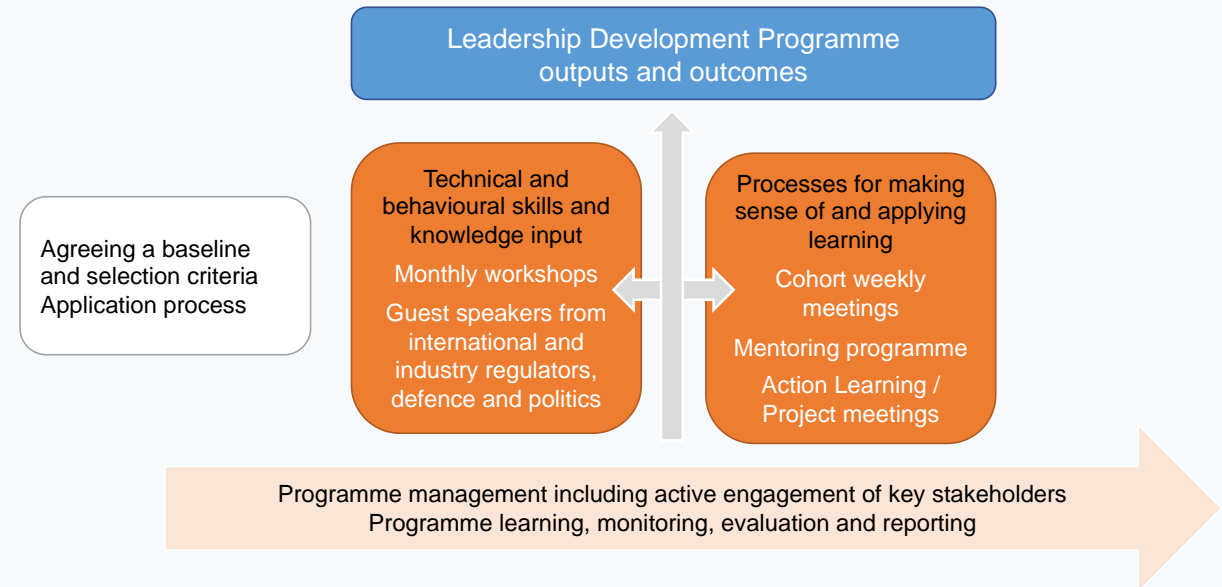 Leadership Development Programme
outputs and outcomes
Agreeing a baseline
and selection criteria
Application process
Technical and
behavioural skills and
knowledge input
Monthly workshops
Guest speakers from
international and
industry regulators,
defence and politics
Processes for making
sense of and applying
learning
Cohort weekly
meetings
Mentoring programme
Action Learning /
Project meetings
Programme management including active engagement of key stakeholders
Programme learning, monitoring, evaluation and reporting